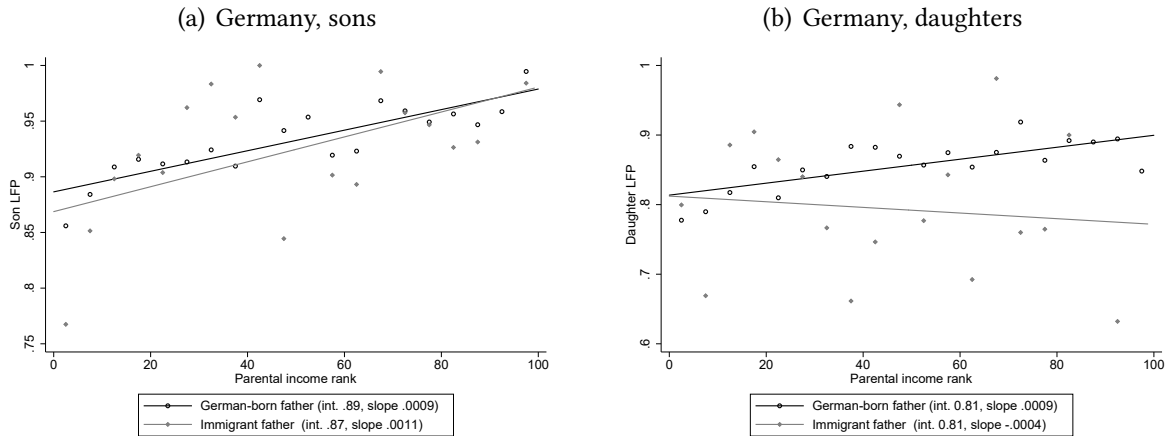 (a) Germany, sons
1
.95
.9
.85
.8
.75
Son LFP
0 20 40 60 80 100
Parental income rank
German-born father (int. .89, slope .0009)
Immigrant father (int. .87, slope .0011)
(b) Germany, daughters
1
.9
.8
.7
.6
Daughter LFP
0 20 40 60 80 100
Parental income rank
German-born father (int. 0.81, slope .0009)
Immigrant father (int. 0.81, slope -.0004)